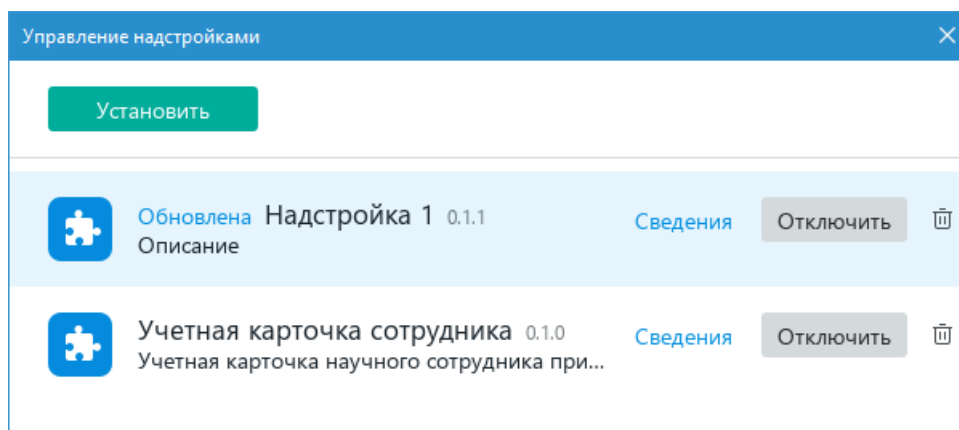 Управление надстройками
Установить
Обновлена Надстройка 1 0.1.1
Описание
Сведения
Отключить
Учетная карточка сотрудника 0.1.0
Учетная карточка научного сотрудника при...
Сведения
Отключить